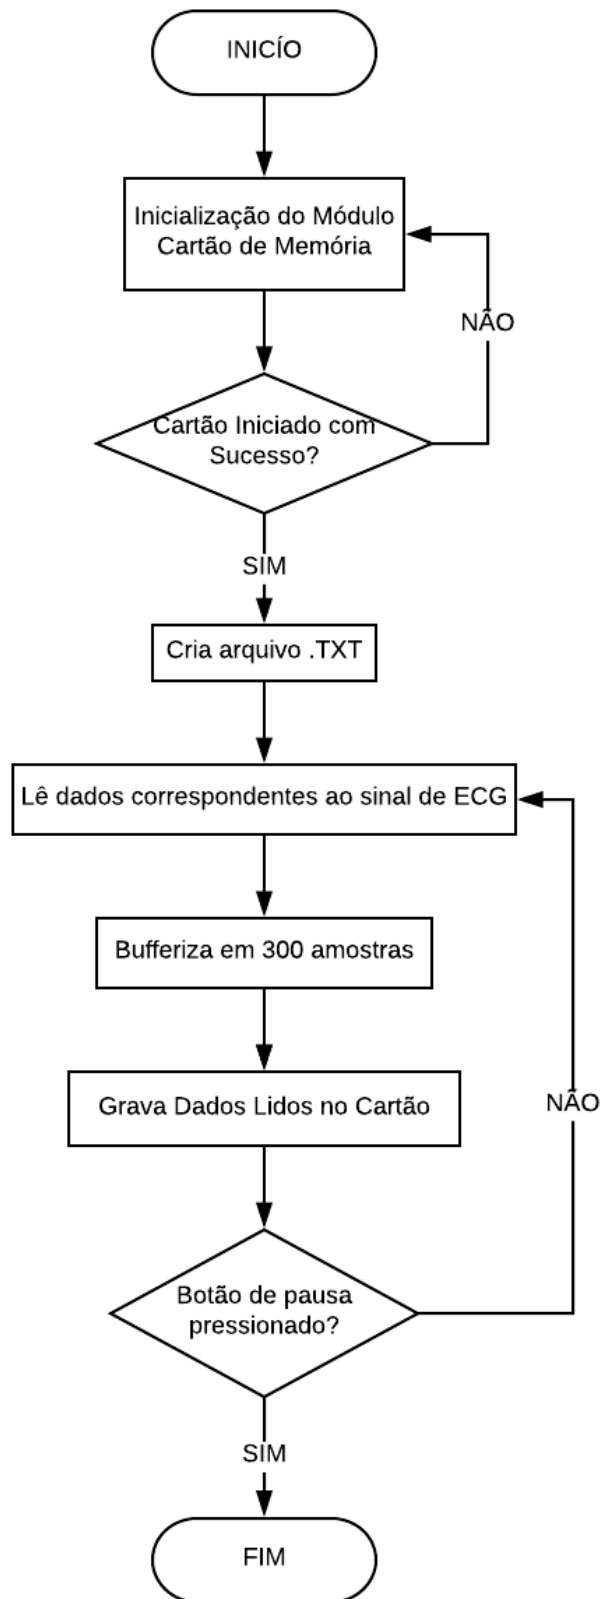 INICÍO
Inicialização do Módulo
Cartão de Memória
NÃO
Cartão Iniciado com
Sucesso?
SIM
Cria arquivo .TXT
Lê dados correspondentes ao sinal de ECG
Bufferiza em 300 amostras
Grava Dados Lidos no Cartão
NÃO
Botão de pausa
pressionado?
SIM
FIM